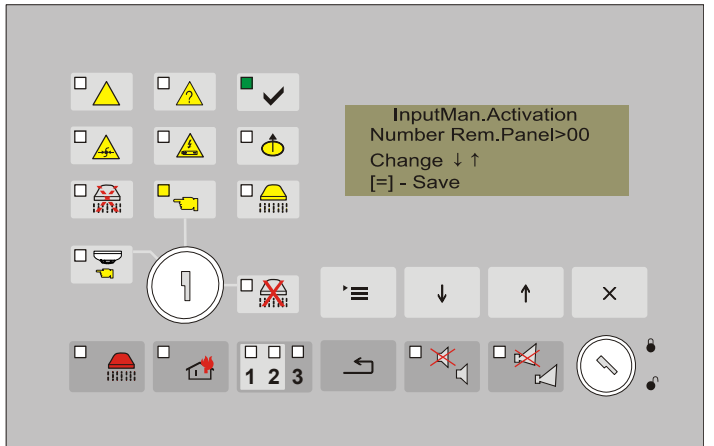 ?
InputMan.Activation
Number Rem.Panel>00
Change ↓ ↑
[=] - Save
1 2 3